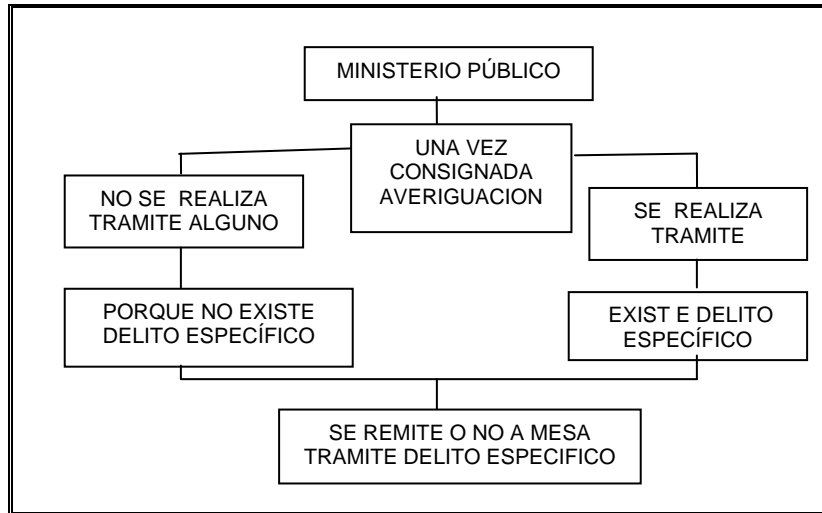 MINISTERIO PÚBLICO
UNA VEZ
CONSIGNADA
AVERIGUACION
NO SE REALIZA
TRAMITE ALGUNO
SE REALIZA
TRAMITE
PORQUE NO EXISTE
DELITO ESPECÍFICO
EXIST E DELITO
ESPECÍFICO
SE REMITE O NO A MESA
TRAMITE DELITO ESPECIFICO